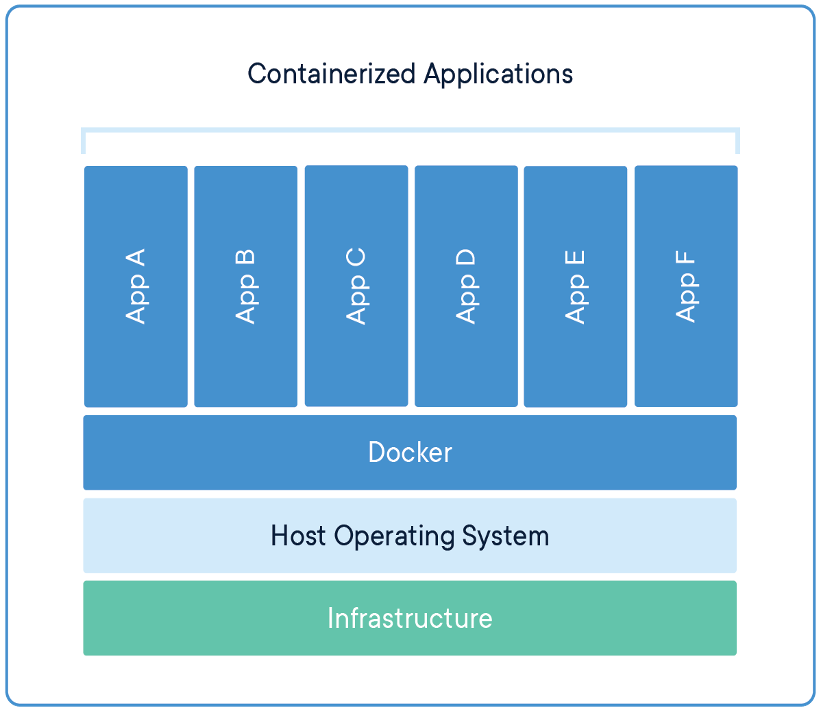 Containerized Applications
App A
App B
App C
App D
App E
App F
Docker
Host Operating System
Infrastructure